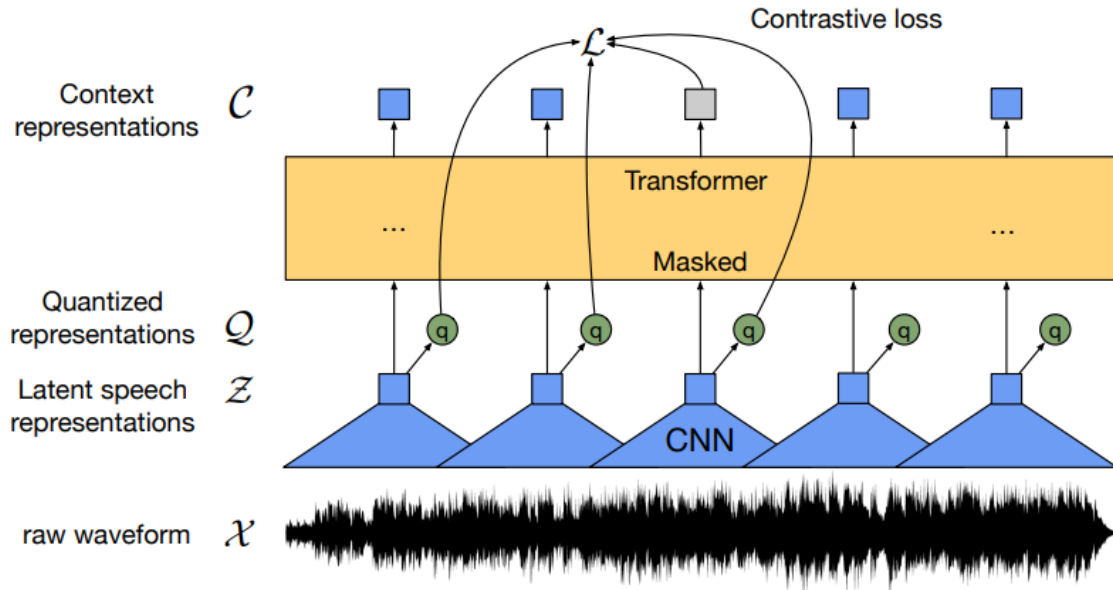 Contrastive loss
ℒ
Context
representations
𝒞
Transformer
...
...
Masked
Quantized
representations
𝒬
q
q
q
q
q
Latent speech
representations
𝒵
CNN
raw waveform
𝒳